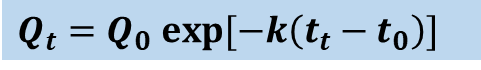 Qₜ = Q₀ exp[−k(tₜ − t₀)]